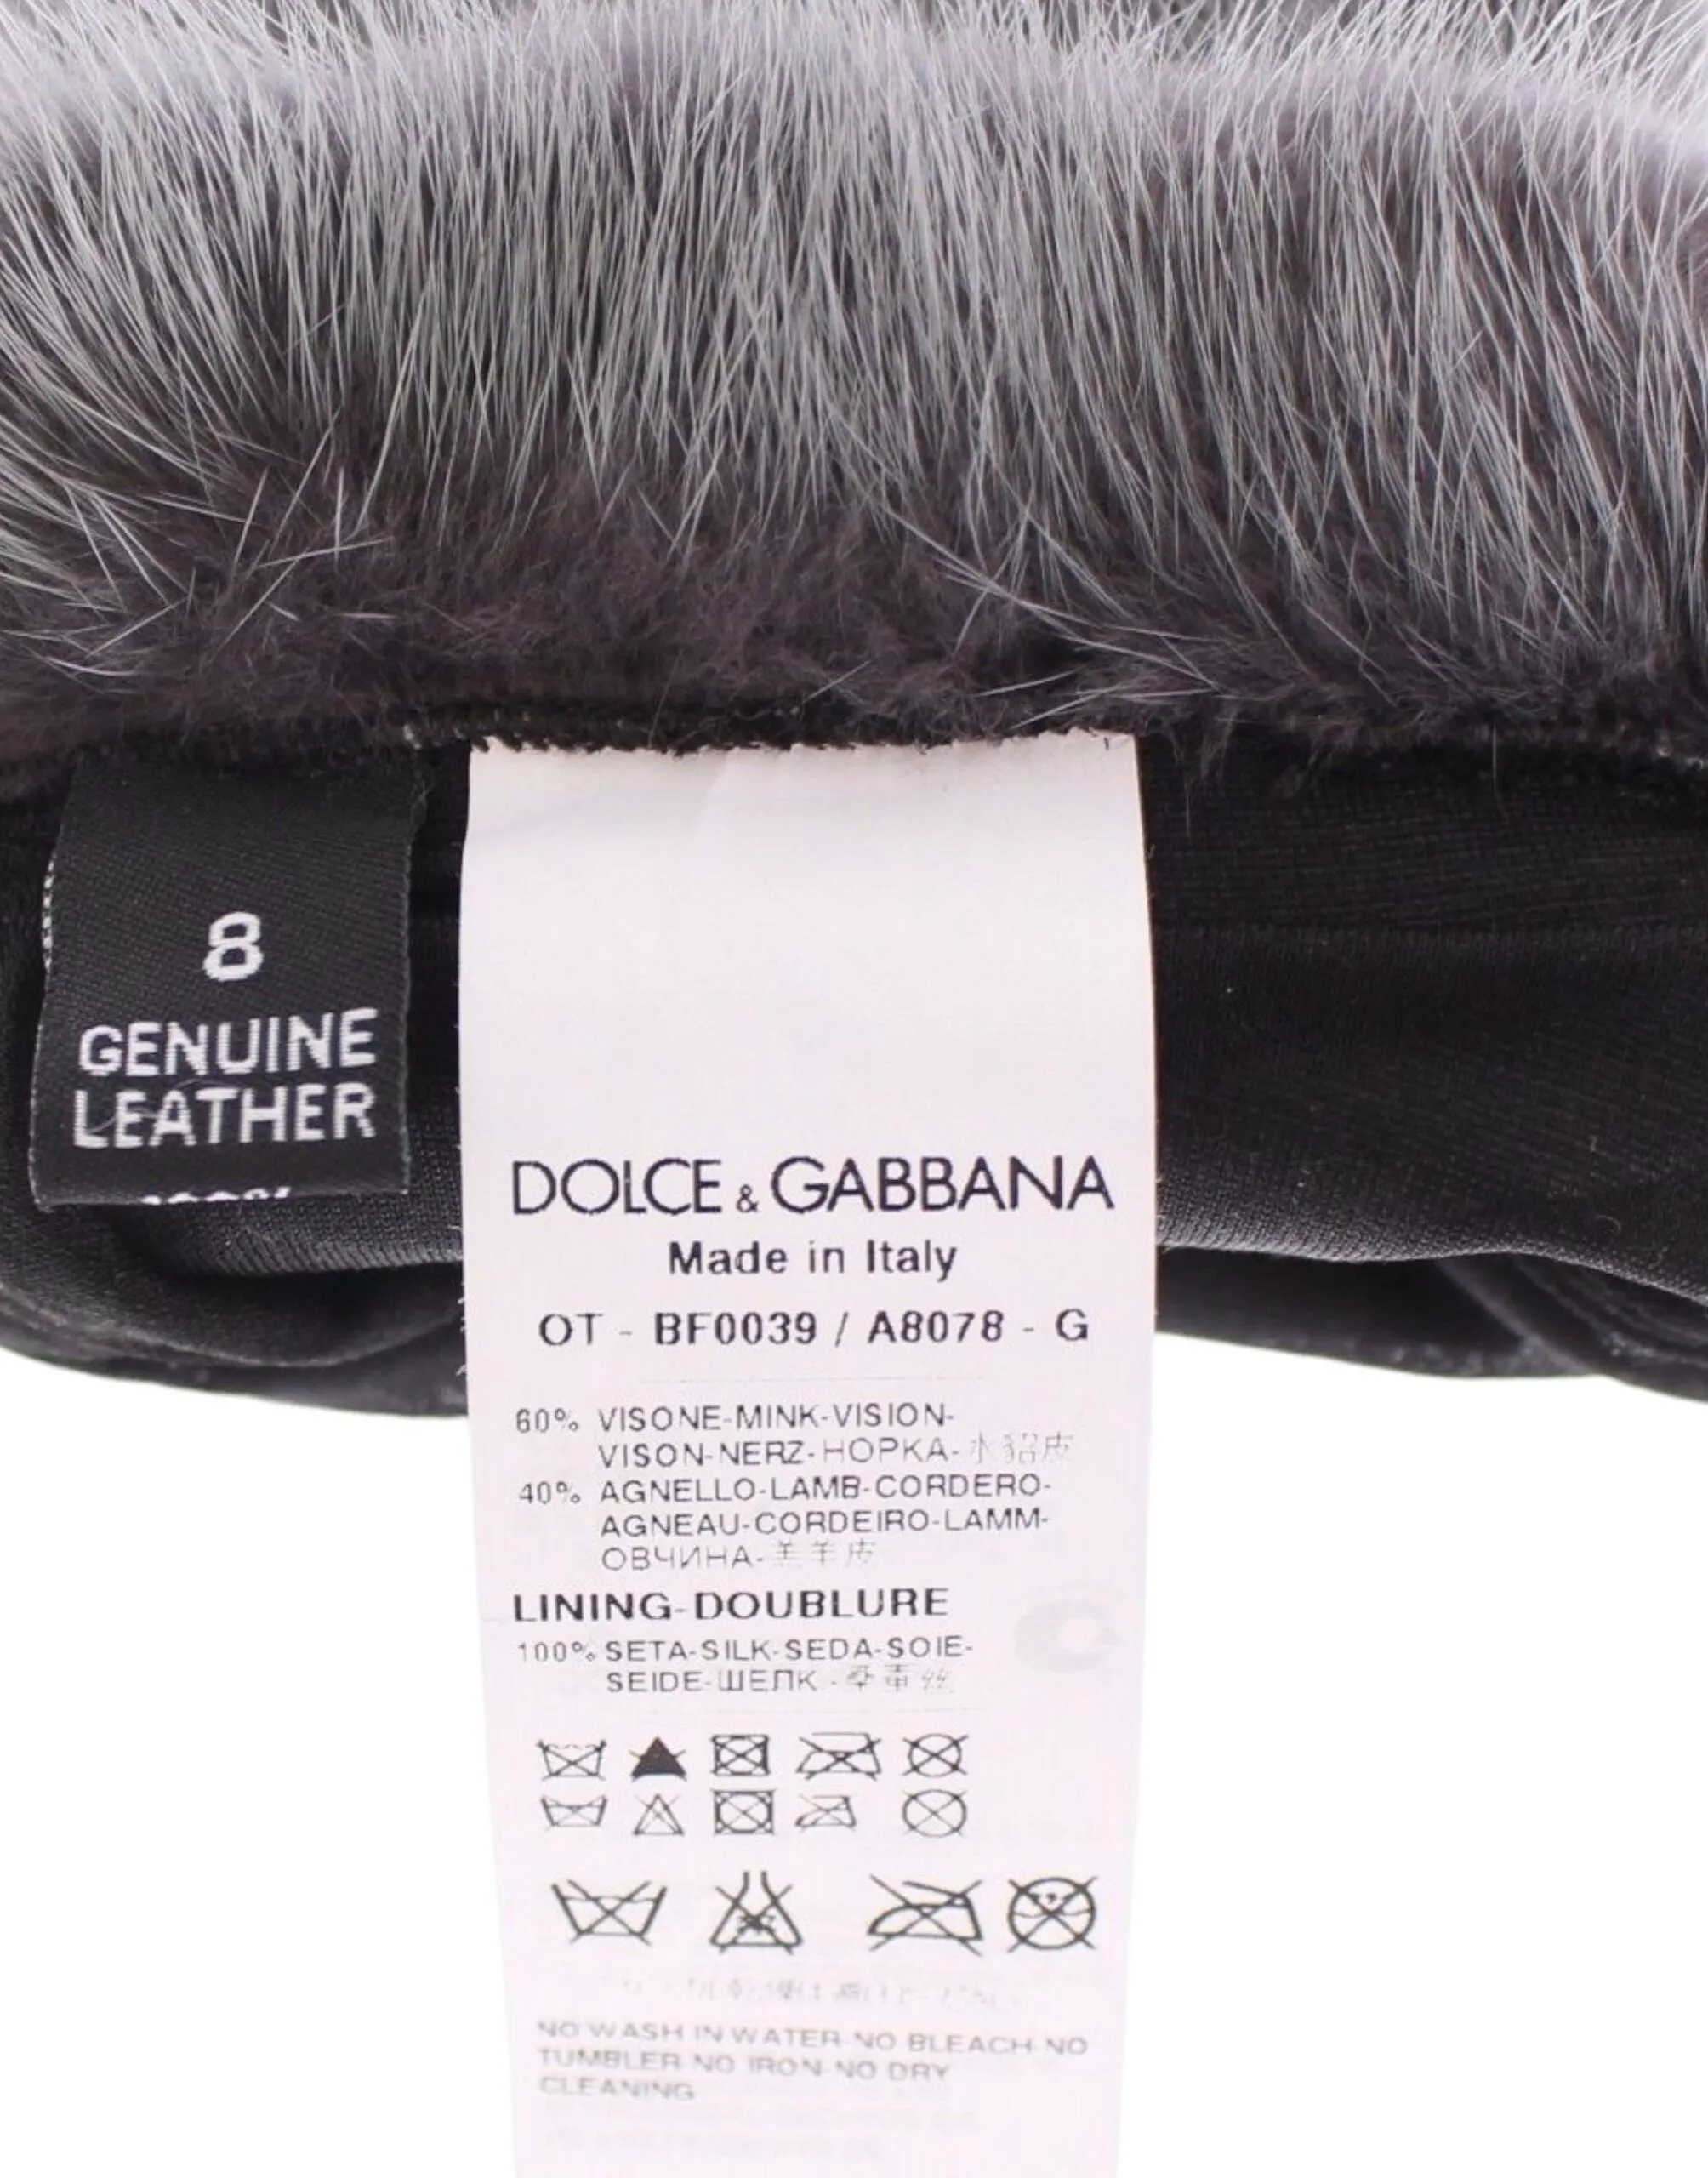 8
GENUINE
LEATHER
DOLCE & GABBANA
Made in Italy
OT - BF0039 / A8078 - G
60% VISONE-MINK-VISION-
VISON-NERZ-НОРКА-水貂皮
40% AGNELLO-LAMB-CORDERO-
AGNEAU-CORDEIRO-LAMM-
ОВЧИНА-羔羊皮
LINING-DOUBLURE
100% SETA-SILK-SEDA-SOIE-
SEIDE-ШЕЛК-桑蚕丝
NO WASH IN WATER-NO BLEACH-NO
TUMBLER-NO IRON-NO DRY
CLEANING